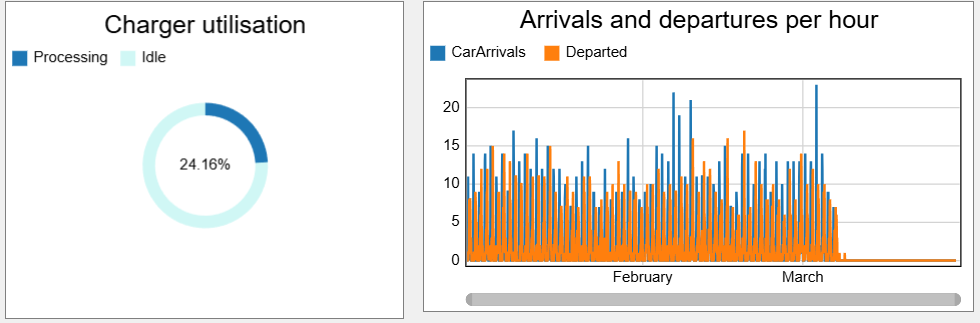 Charger utilisation
Processing Idle
24.16%
Arrivals and departures per hour
CarArrivals Departed
20
15
10
5
0
February March